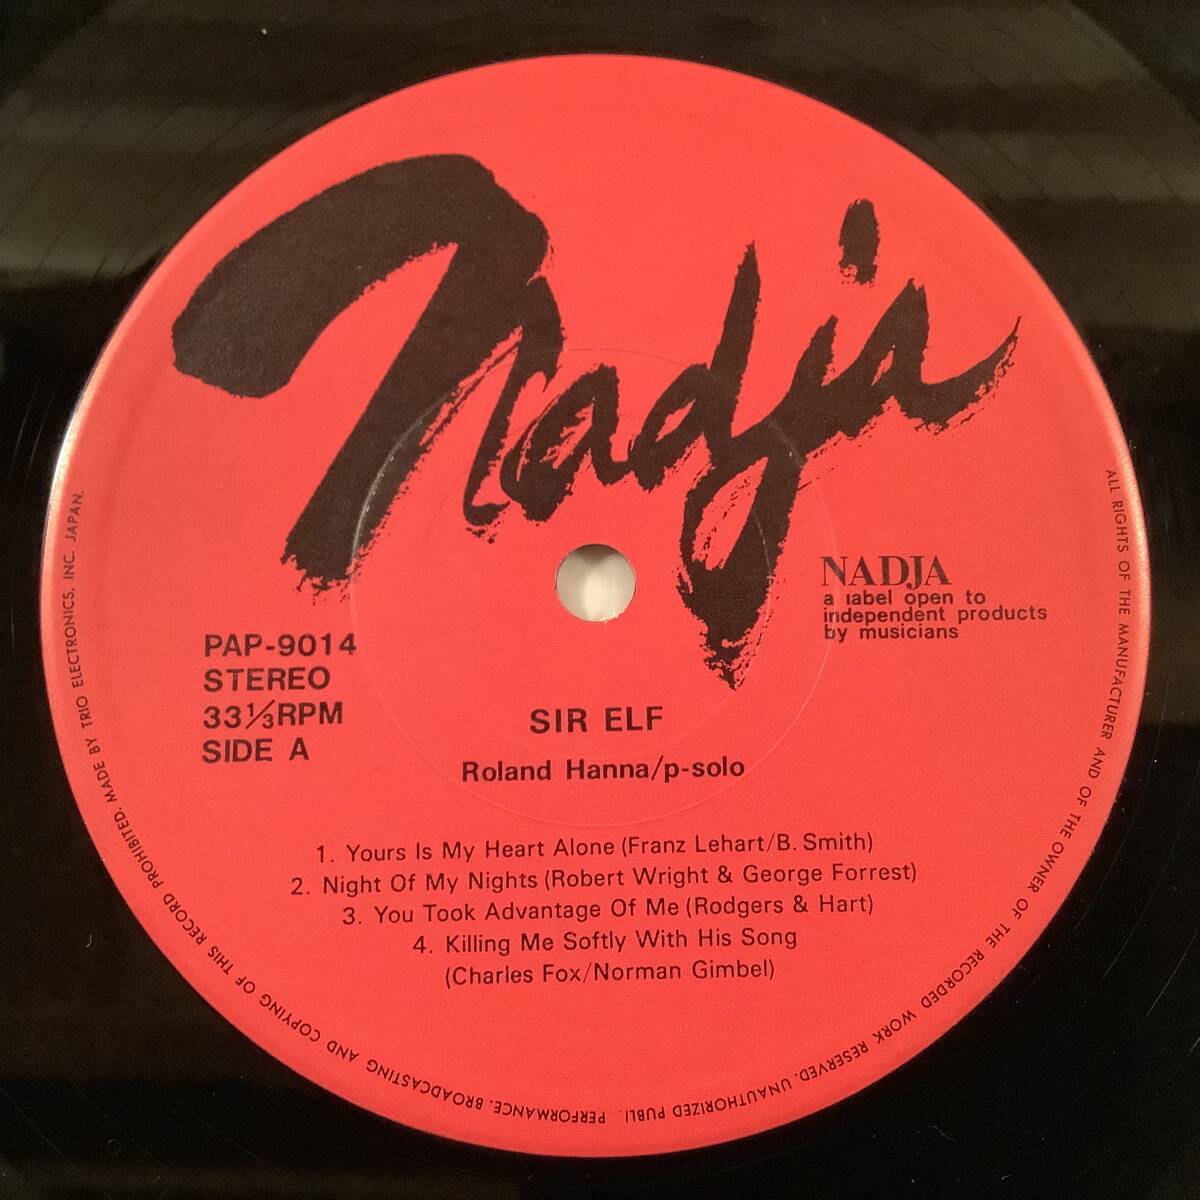 Nadja
NADJA
a label open to
independent products
by musicians
PAP-9014
STEREO
33⅓RPM
SIDE A
SIR ELF
Roland Hanna/p-solo
1. Yours Is My Heart Alone (Franz Lehart/B. Smith)
2. Night Of My Nights (Robert Wright & George Forrest)
3. You Took Advantage Of Me (Rodgers & Hart)
4. Killing Me Softly With His Song
(Charles Fox/Norman Gimbel)
ALL RIGHTS OF THE MANUFACTURER AND OF THE OWNER OF THE RECORDED WORK RESERVED. UNAUTHORIZED PUBLI. PERFORMANCE. BROADCASTING AND COPYING OF THIS RECORD PROHIBITED. MADE BY TRIO ELECTRONICS, INC. JAPAN.